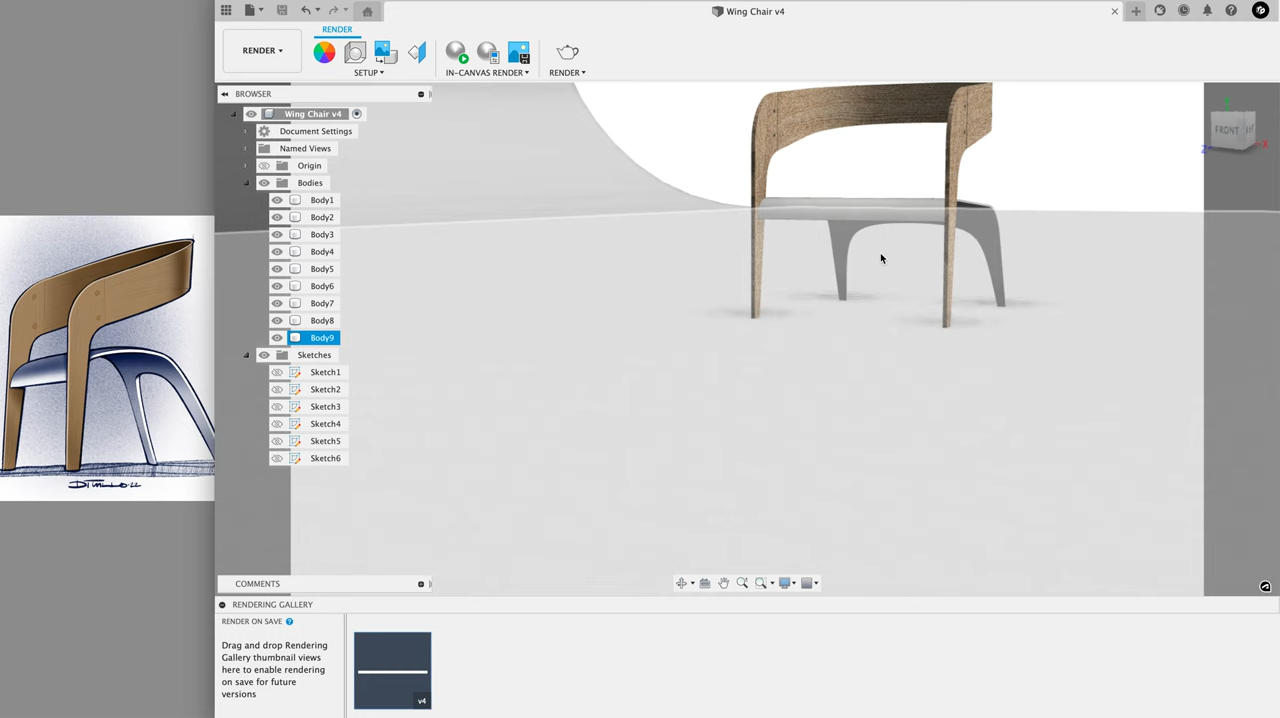 Wing Chair v4
RENDER
RENDER
SETUP
IN-CANVAS RENDER
RENDER
BROWSER
Wing Chair v4
Document Settings
Named Views
Origin
Bodies
Body1
Body2
Body3
Body4
Body5
Body6
Body7
Body8
Body9
Sketches
Sketch1
Sketch2
Sketch3
Sketch4
Sketch5
Sketch6
FRONT
Z
X
COMMENTS
RENDERING GALLERY
RENDER ON SAVE
Drag and drop Rendering
Gallery thumbnail views
here to enable rendering
on save for future
versions
v4